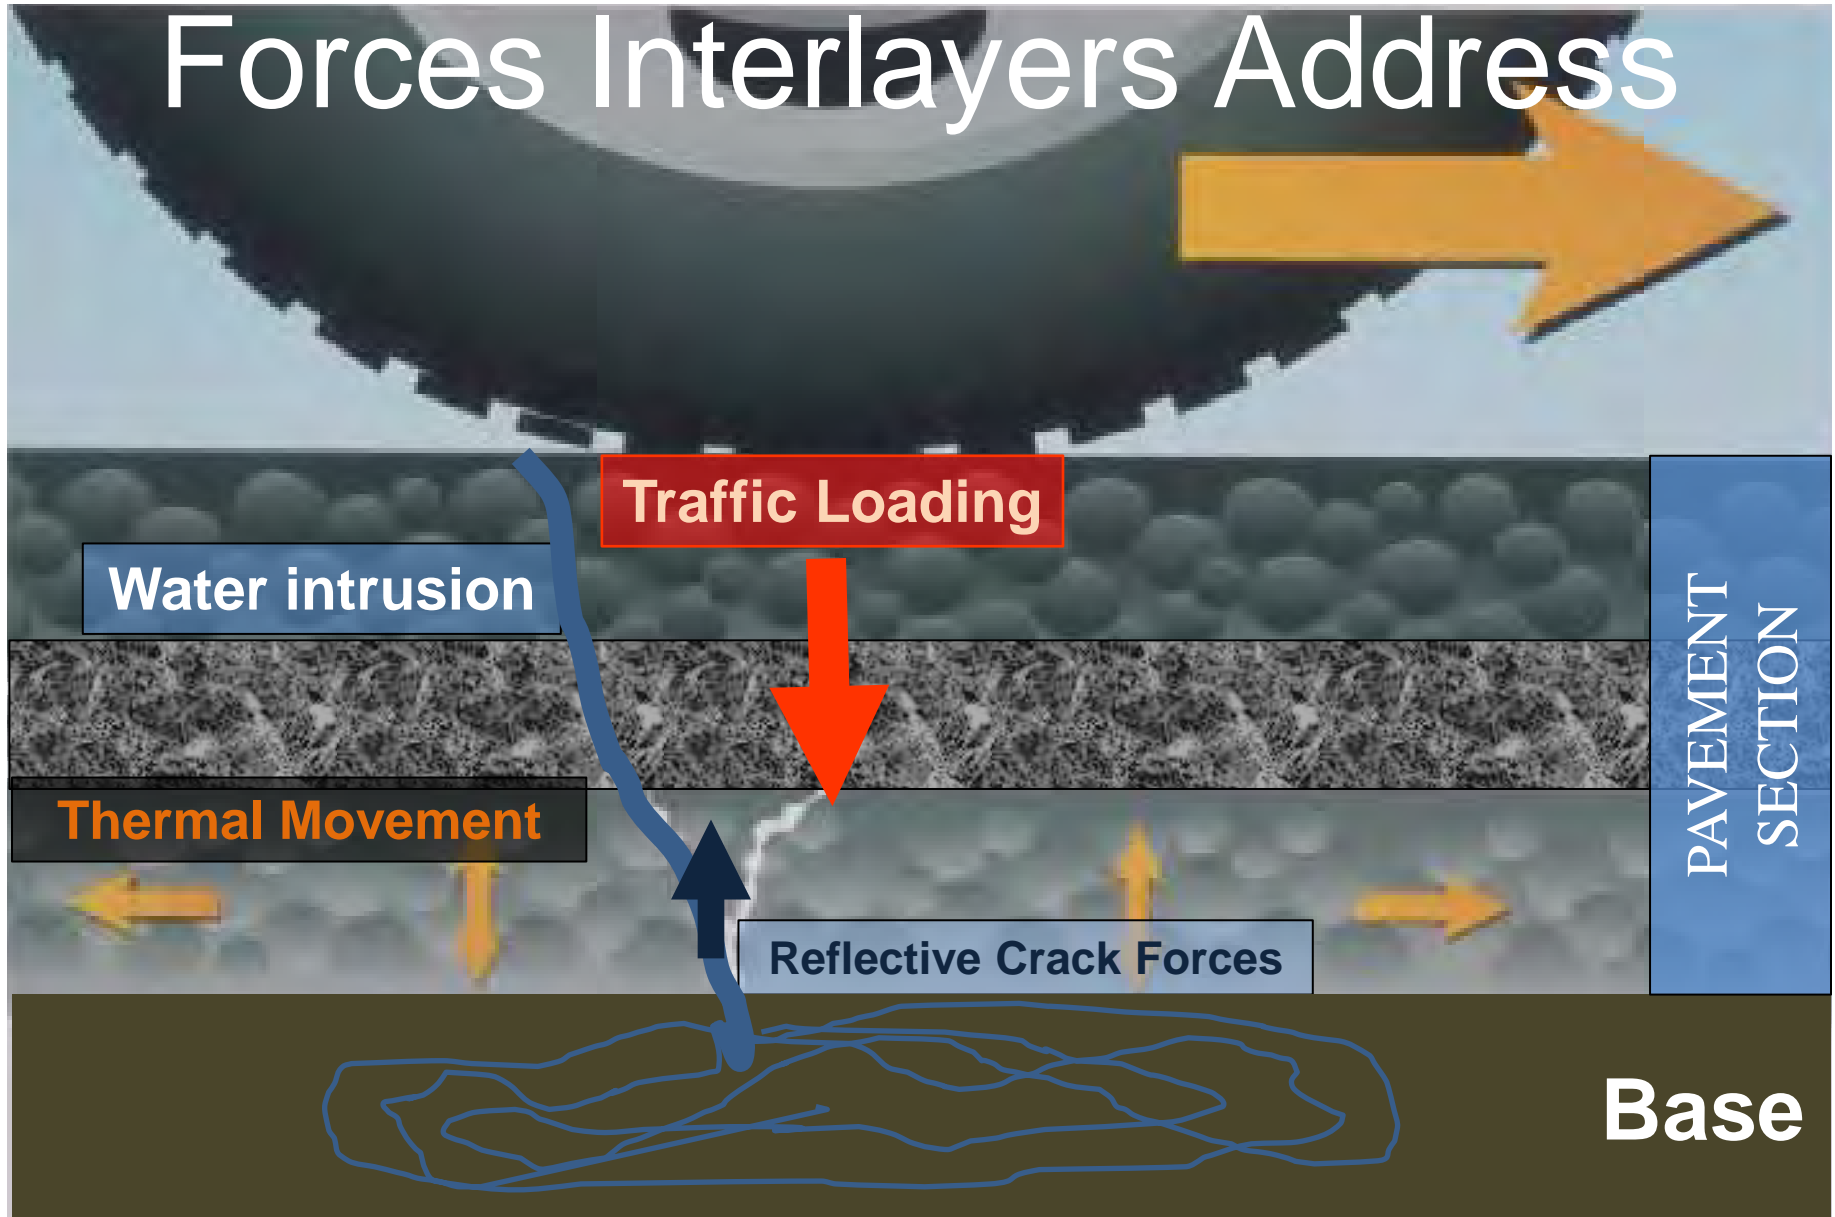 Forces Interlayers Address
Traffic Loading
Water intrusion
PAVEMENT
SECTION
Thermal Movement
Reflective Crack Forces
Base